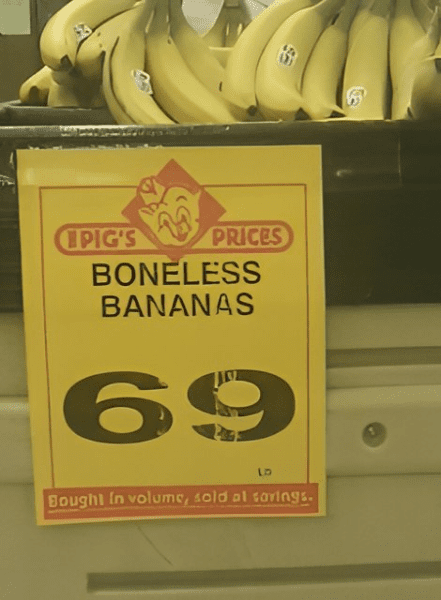 PIG'S PRICES
BONELESS
BANANAS
69
LB
Bought in volume, sold at savings.